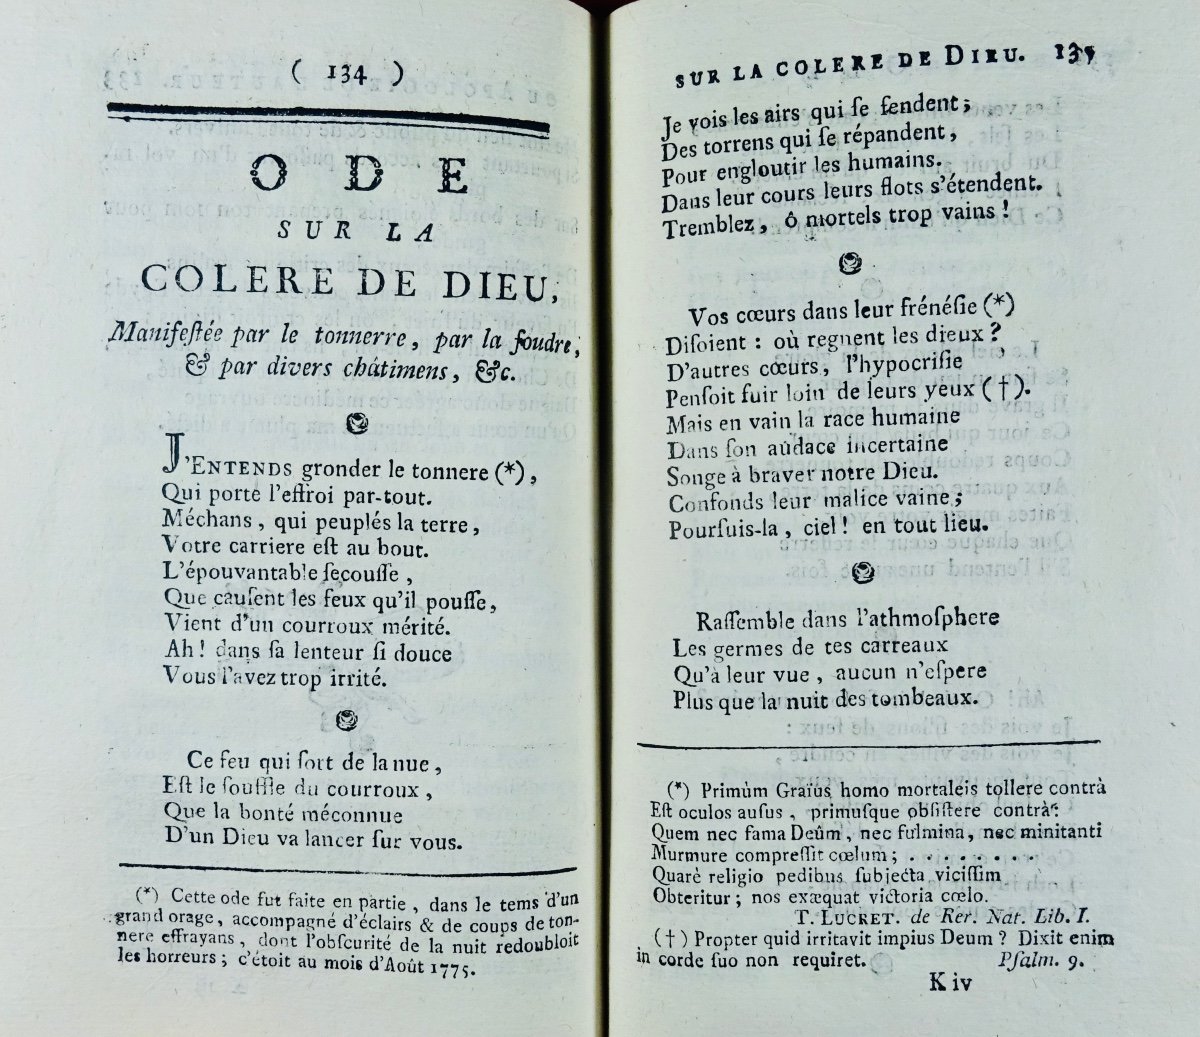 ( 134 )
ODE
SUR LA
COLERE DE DIEU,
Manifeſtée par le tonnerre, par la foudre,
& par divers châtimens, &c.
J'ENTENDS gronder le tonnere (*),
Qui porte l'effroi par-tout.
Méchans, qui peuplés la terre,
Votre carriere eſt au bout.
L'épouvantable ſecouſſe,
Que cauſent les feux qu'il pouſſe,
Vient d'un courroux mérité.
Ah! dans ſa lenteur ſi douce
Vous l'avez trop irrité.
Ce feu qui ſort de la nue,
Eſt le ſouffle du courroux,
Que la bonté méconnue
D'un Dieu va lancer ſur vous.
(*) Cette ode fut faite en partie, dans le tems d'un
grand orage, accompagné d'éclairs & de coups de ton-
nere effrayans, dont l'obſcurité de la nuit redoubloit
les horreurs; c'étoit au mois d'Août 1775.
SUR LA COLERE DE DIEU. 135
Je vois les airs qui ſe fendent;
Des torrens qui ſe répandent,
Pour engloutir les humains.
Dans leur cours leurs flots s'étendent.
Tremblez, ô mortels trop vains!
Vos cœurs dans leur frénéſie (*)
Diſoient: où regnent les dieux?
D'autres cœurs, l'hypocriſie
Penſoit fuir loin de leurs yeux (†).
Mais en vain la race humaine
Dans ſon audace incertaine
Songe à braver notre Dieu.
Confonds leur malice vaine;
Pourſuis-la, ciel! en tout lieu.
Raſſemble dans l'athmoſphere
Les germes de tes carreaux
Qu'à leur vue, aucun n'eſpere
Plus que la nuit des tombeaux.
(*) Primùm Graïus homo mortaleis tollere contrà
Eſt oculos auſus, primuſque obſiſtere contrà:
Quem nec fama Deûm, nec fulmina, nec minitanti
Murmure compreſſit cœlum; . . . . . . . .
Quarè religio pedibus ſubjecta viciſſim
Obteritur; nos exæquat victoria cœlo.
T. LUCRET. de Rer. Nat. Lib. I.
(†) Propter quid irritavit impius Deum? Dixit enim
in corde ſuo non requiret. Pſalm. 9.
K iv